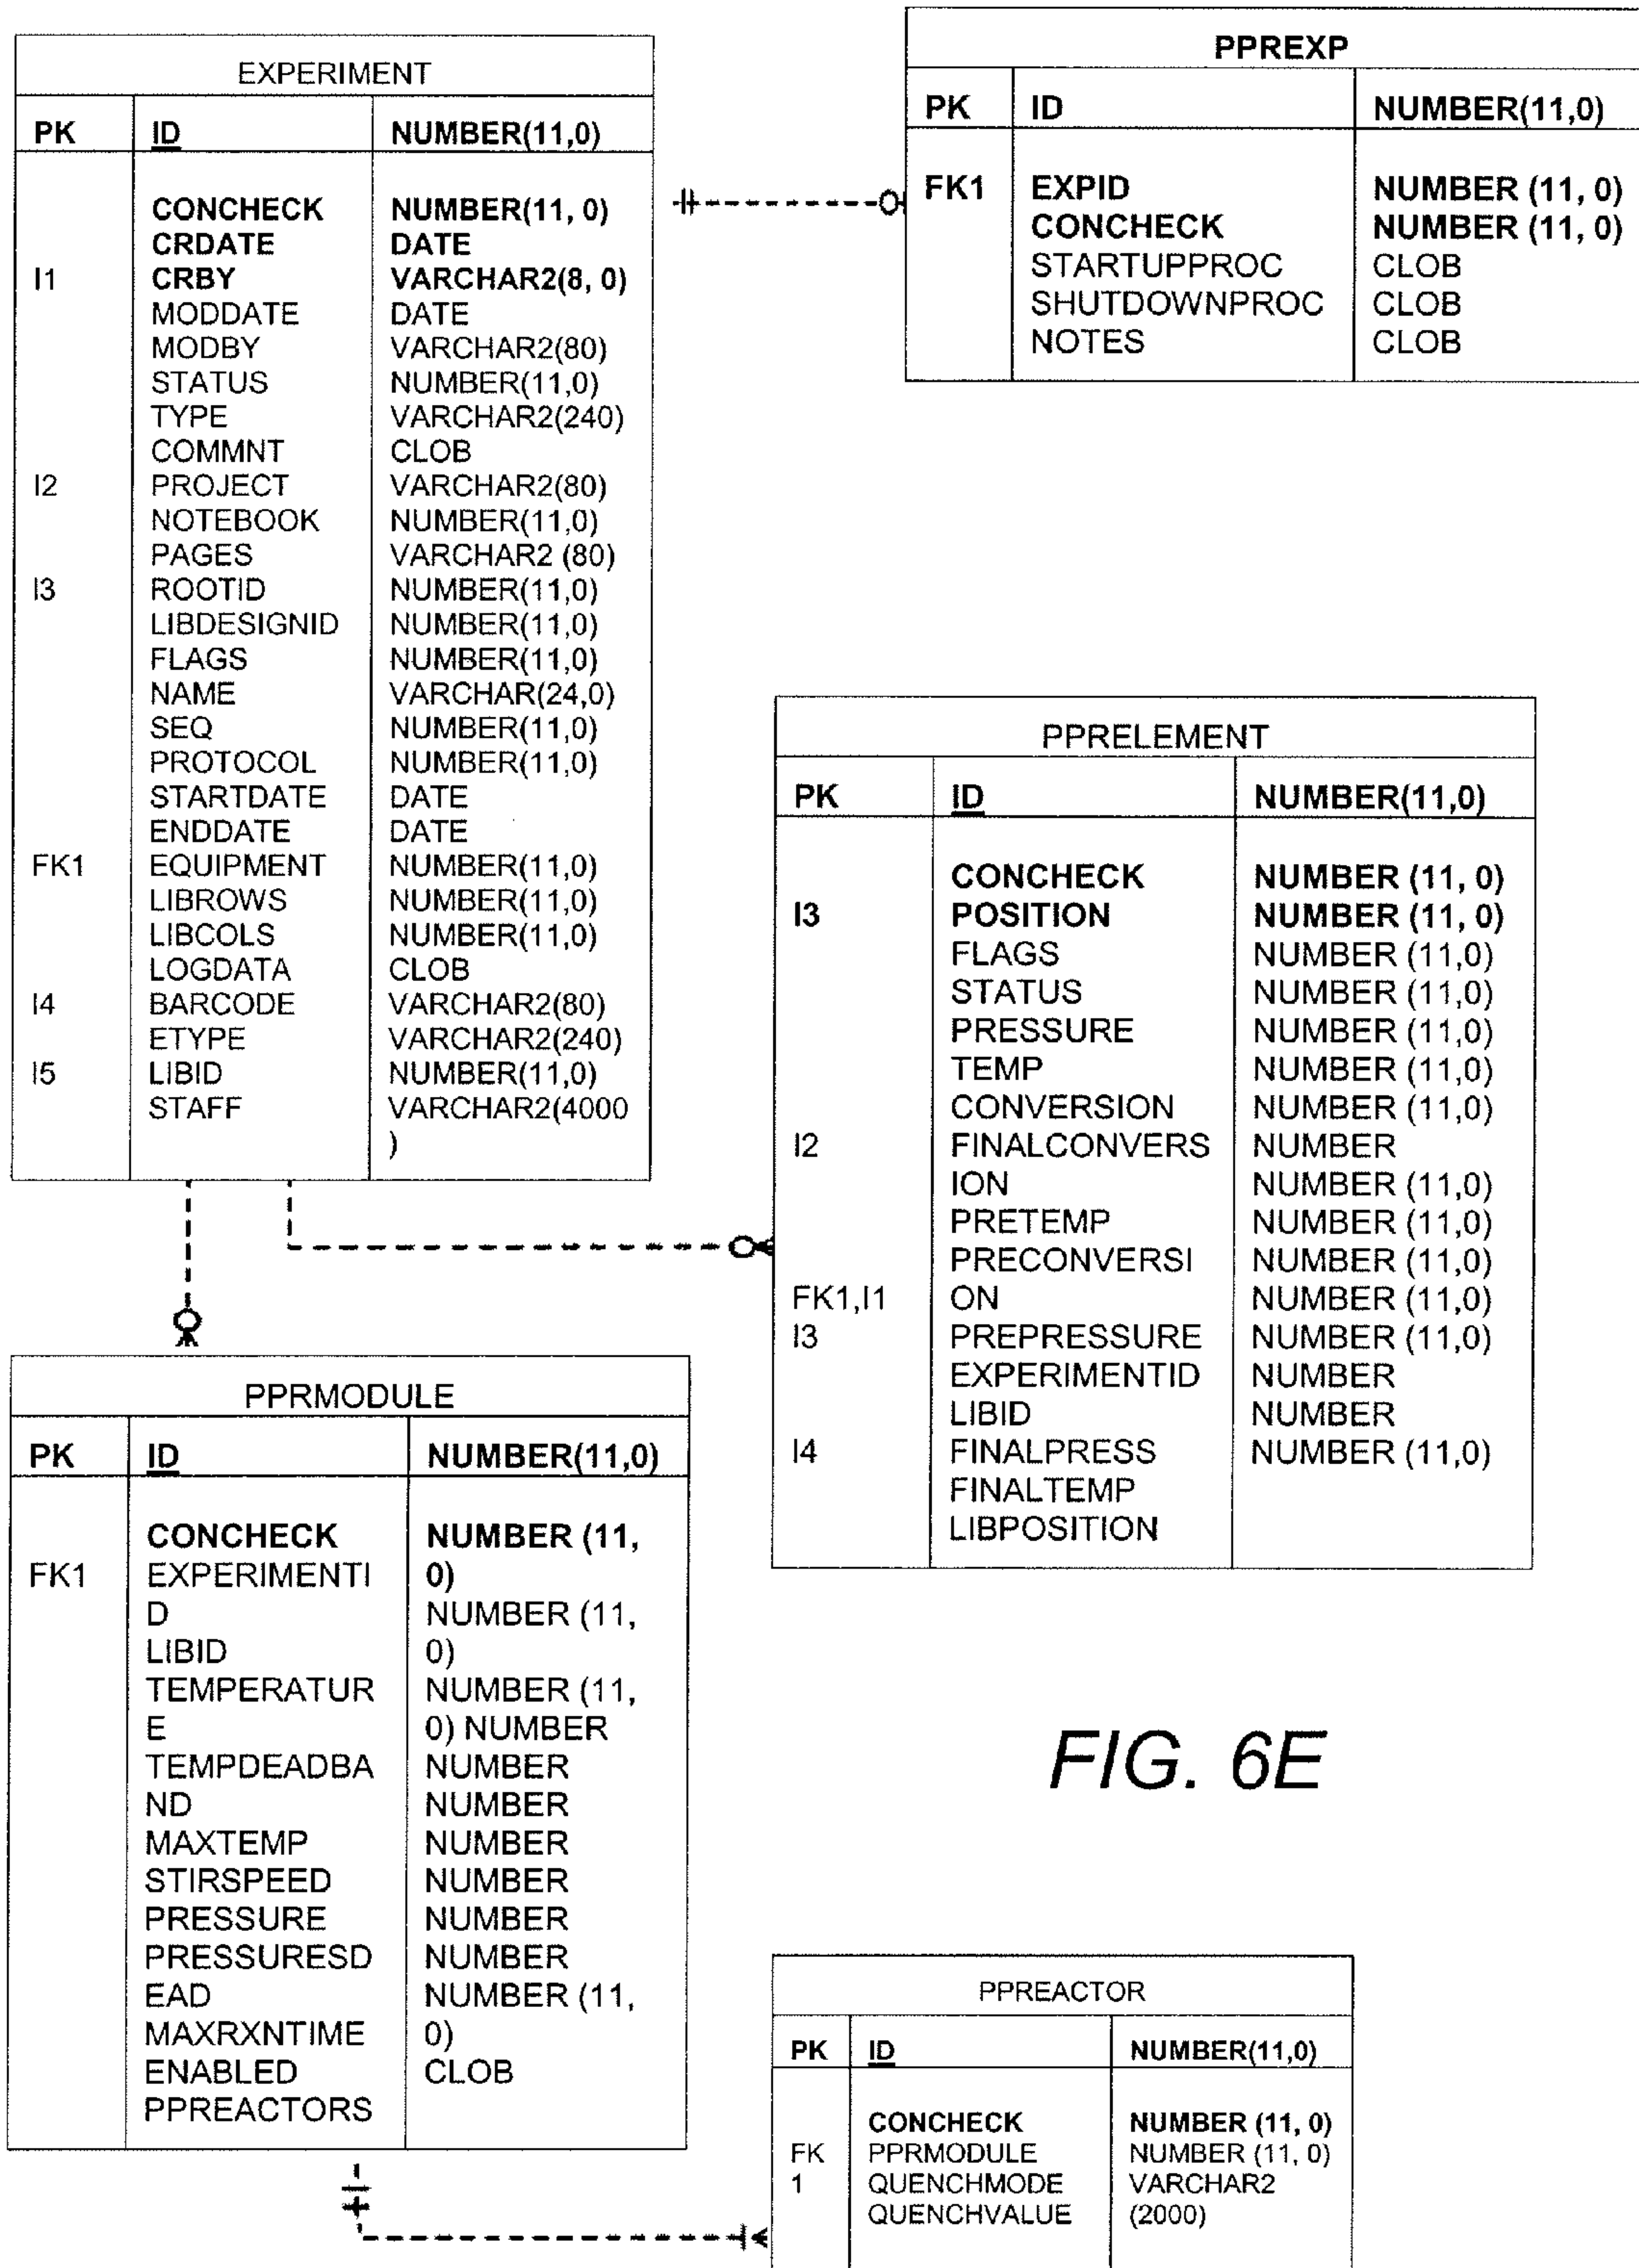 EXPERIMENT
PK ID NUMBER(11,0)
CONCHECK NUMBER(11, 0)
CRDATE DATE
I1 CRBY VARCHAR2(8, 0)
MODDATE DATE
MODBY VARCHAR2(80)
STATUS NUMBER(11,0)
TYPE VARCHAR2(240)
COMMNT CLOB
I2 PROJECT VARCHAR2(80)
NOTEBOOK NUMBER(11,0)
PAGES VARCHAR2 (80)
I3 ROOTID NUMBER(11,0)
LIBDESIGNID NUMBER(11,0)
FLAGS NUMBER(11,0)
NAME VARCHAR(24,0)
SEQ NUMBER(11,0)
PROTOCOL NUMBER(11,0)
STARTDATE DATE
ENDDATE DATE
FK1 EQUIPMENT NUMBER(11,0)
LIBROWS NUMBER(11,0)
LIBCOLS NUMBER(11,0)
LOGDATA CLOB
I4 BARCODE VARCHAR2(80)
ETYPE VARCHAR2(240)
I5 LIBID NUMBER(11,0)
STAFF VARCHAR2(4000
)
PPREXP
PK ID NUMBER(11,0)
FK1 EXPID NUMBER (11, 0)
CONCHECK NUMBER (11, 0)
STARTUPPROC CLOB
SHUTDOWNPROC CLOB
NOTES CLOB
PPRELEMENT
PK ID NUMBER(11,0)
CONCHECK NUMBER (11, 0)
I3 POSITION NUMBER (11, 0)
FLAGS NUMBER (11,0)
STATUS NUMBER (11,0)
PRESSURE NUMBER (11,0)
TEMP NUMBER (11,0)
CONVERSION NUMBER (11,0)
I2 FINALCONVERS NUMBER
ION NUMBER (11,0)
PRETEMP NUMBER (11,0)
PRECONVERSI NUMBER (11,0)
FK1,I1 ON NUMBER (11,0)
I3 PREPRESSURE NUMBER (11,0)
EXPERIMENTID NUMBER
LIBID NUMBER
I4 FINALPRESS NUMBER (11,0)
FINALTEMP
LIBPOSITION
PPRMODULE
PK ID NUMBER(11,0)
CONCHECK NUMBER (11,
FK1 EXPERIMENTI 0)
D NUMBER (11,
LIBID 0)
TEMPERATUR NUMBER (11,
E 0) NUMBER
TEMPDEADBA NUMBER
ND NUMBER
MAXTEMP NUMBER
STIRSPEED NUMBER
PRESSURE NUMBER
PRESSURESD NUMBER
EAD NUMBER (11,
MAXRXNTIME 0)
ENABLED CLOB
PPREACTORS
FIG. 6E
PPREACTOR
PK ID NUMBER(11,0)
CONCHECK NUMBER (11, 0)
FK PPRMODULE NUMBER (11, 0)
1 QUENCHMODE VARCHAR2
QUENCHVALUE (2000)